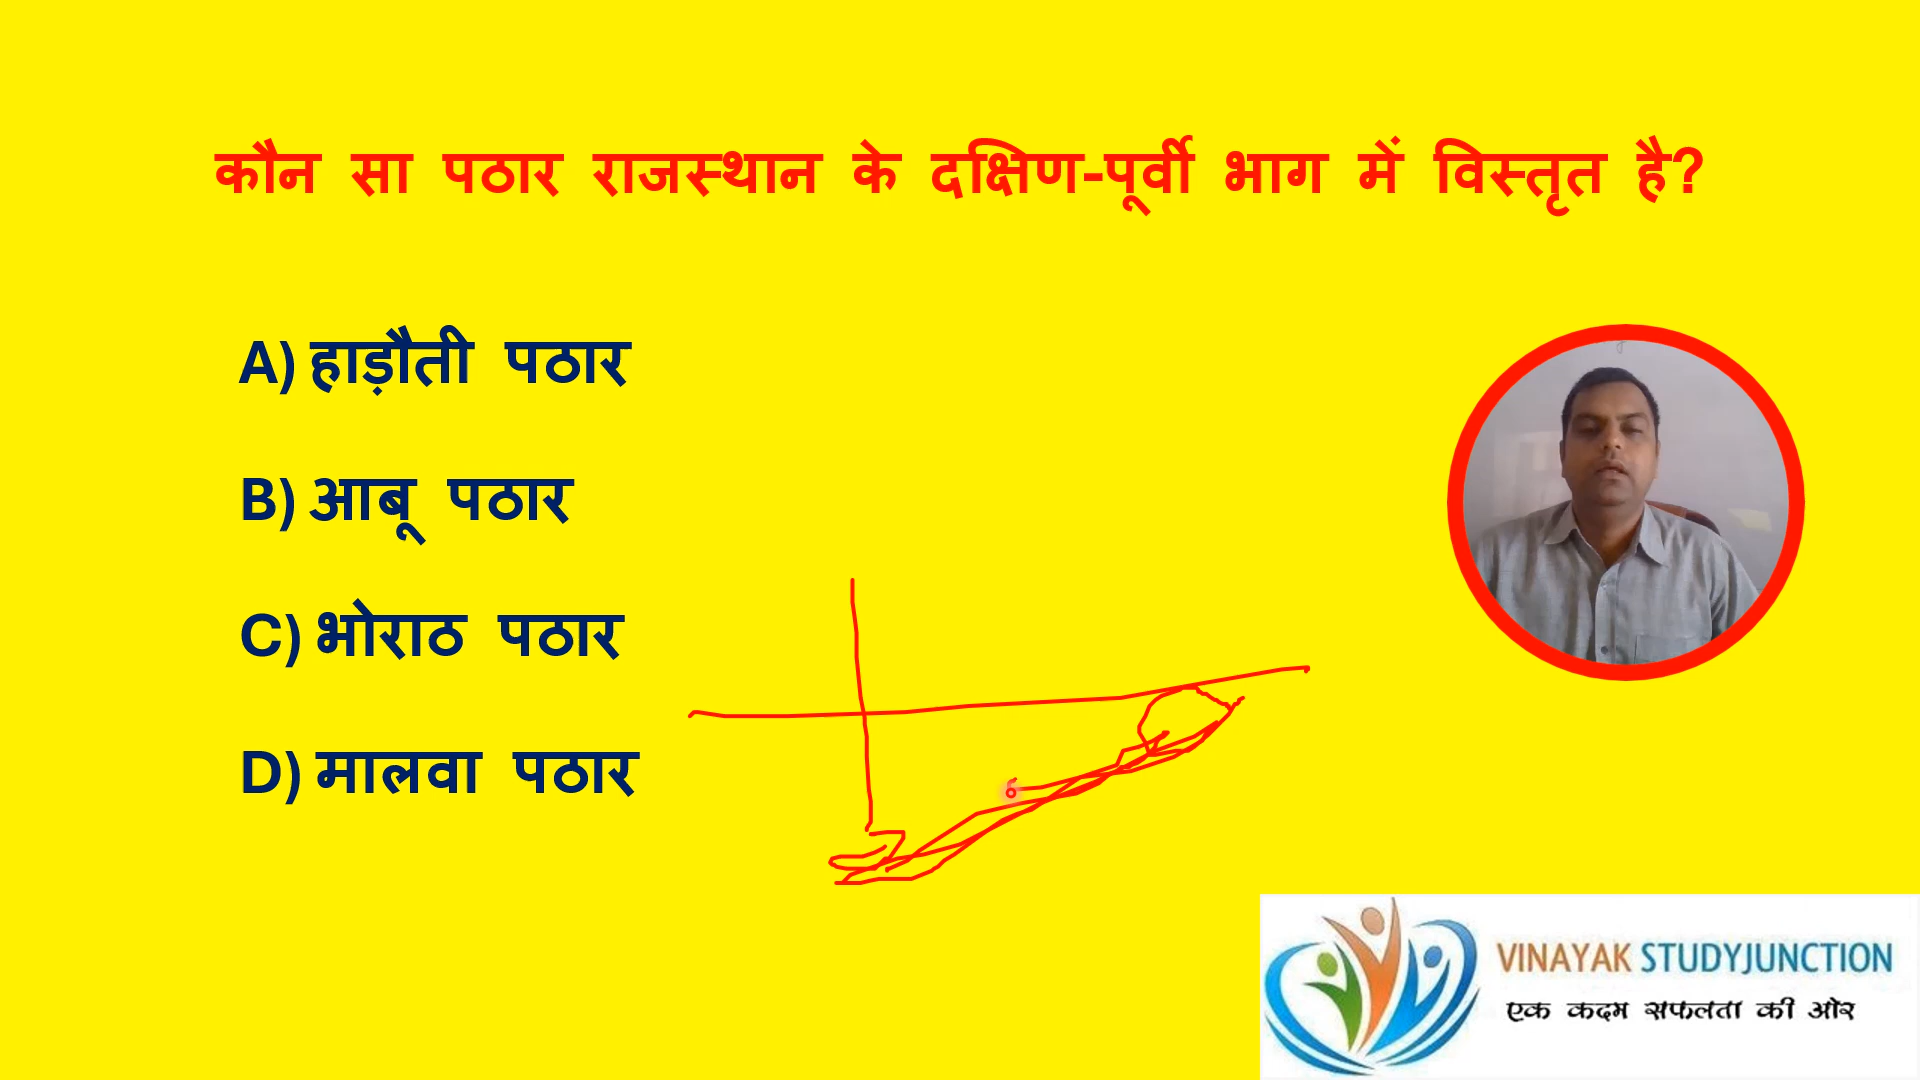 कौन सा पठार राजस्थान के दक्षिण-पूर्वी भाग में विस्तृत है?
A) हाड़ौती पठार
B) आबू पठार
C) भोराठ पठार
D) मालवा पठार
VINAYAK STUDYJUNCTION
एक कदम सफलता की ओर